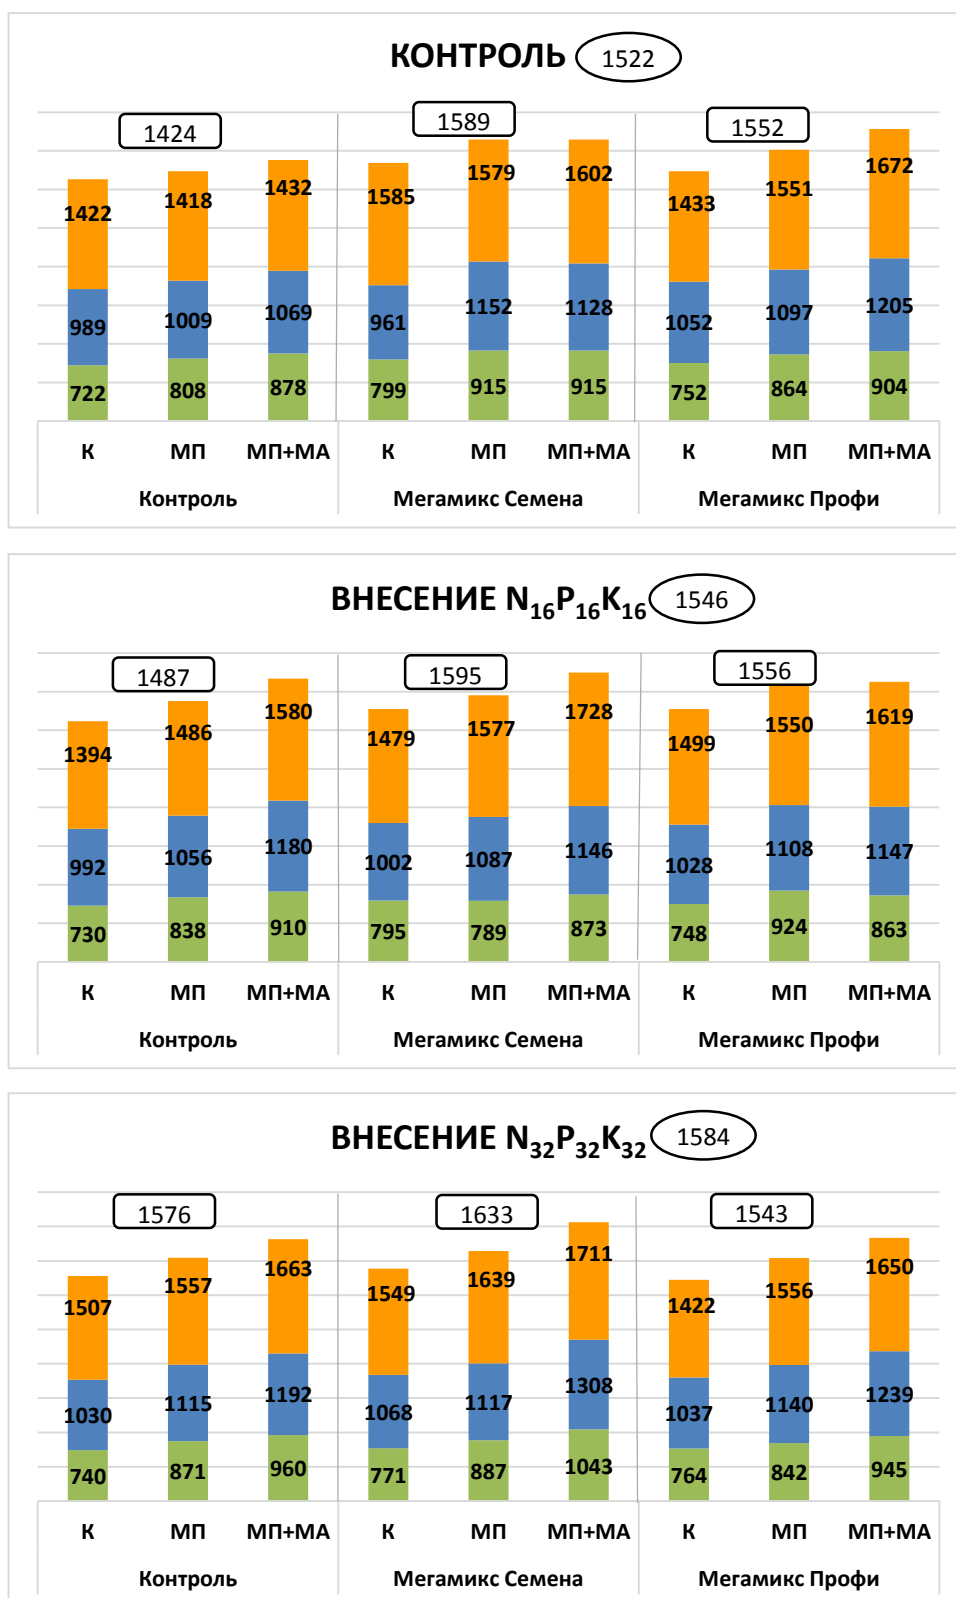 КОНТРОЛЬ 1522
1424 1589 1552
1422 1418 1432 1585 1579 1602 1433 1551 1672
989 1009 1069 961 1152 1128 1052 1097 1205
722 808 878 799 915 915 752 864 904
К МП МП+МА К МП МП+МА К МП МП+МА
Контроль Мегамикс Семена Мегамикс Профи
ВНЕСЕНИЕ N16P16K16 1546
1487 1595 1556
1394 1486 1580 1479 1577 1728 1499 1550 1619
992 1056 1180 1002 1087 1146 1028 1108 1147
730 838 910 795 789 873 748 924 863
К МП МП+МА К МП МП+МА К МП МП+МА
Контроль Мегамикс Семена Мегамикс Профи
ВНЕСЕНИЕ N32P32K32 1584
1576 1633 1543
1507 1557 1663 1549 1639 1711 1422 1556 1650
1030 1115 1192 1068 1117 1308 1037 1140 1239
740 871 960 771 887 1043 764 842 945
К МП МП+МА К МП МП+МА К МП МП+МА
Контроль Мегамикс Семена Мегамикс Профи